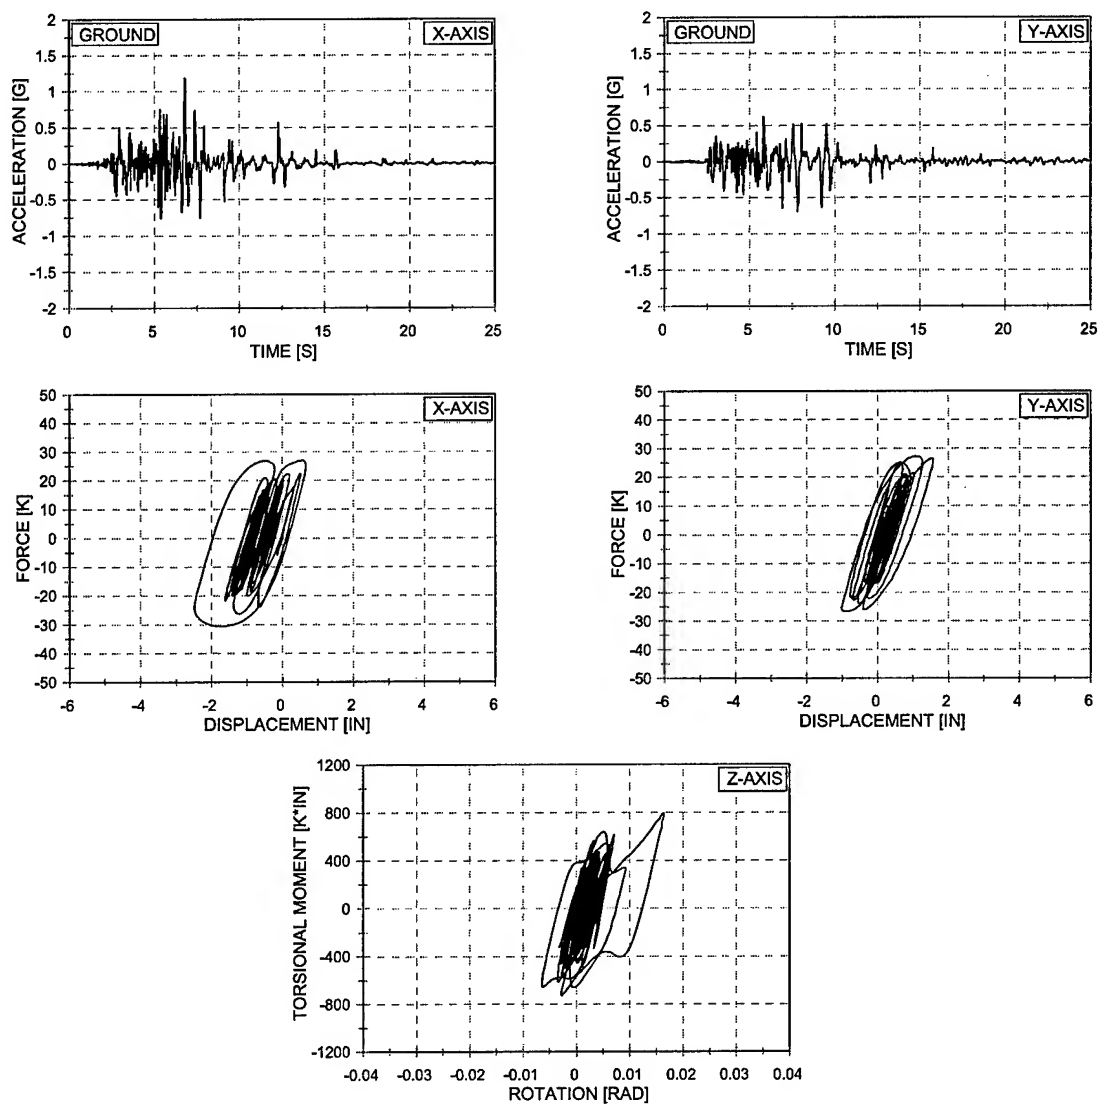 2
1.5
1
0.5
0
-0.5
-1
-1.5
-2
ACCELERATION [G]
GROUND
X-AXIS
0 5 10 15 20 25
TIME [S]
2
1.5
1
0.5
0
-0.5
-1
-1.5
-2
ACCELERATION [G]
GROUND
Y-AXIS
0 5 10 15 20 25
TIME [S]
50
40
30
20
10
0
-10
-20
-30
-40
-50
FORCE [K]
X-AXIS
-6 -4 -2 0 2 4 6
DISPLACEMENT [IN]
50
40
30
20
10
0
-10
-20
-30
-40
-50
FORCE [K]
Y-AXIS
-6 -4 -2 0 2 4 6
DISPLACEMENT [IN]
1200
800
400
0
-400
-800
-1200
TORSIONAL MOMENT [K*IN]
Z-AXIS
-0.04 -0.03 -0.02 -0.01 0 0.01 0.02 0.03 0.04
ROTATION [RAD]